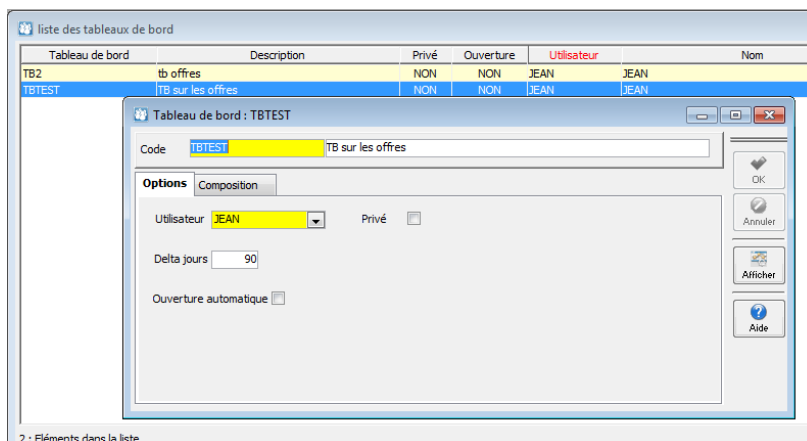 liste des tableaux de bord
Tableau de bord Description Privé Ouverture Utilisateur Nom
TB2 tb offres NON NON JEAN JEAN
TBTEST TB sur les offres NON NON JEAN JEAN
Tableau de bord : TBTEST
Code TBTEST TB sur les offres
OK
Options Composition
Utilisateur JEAN Privé
Annuler
Delta jours 90
Afficher
Ouverture automatique
Aide
2 : Eléments dans la liste